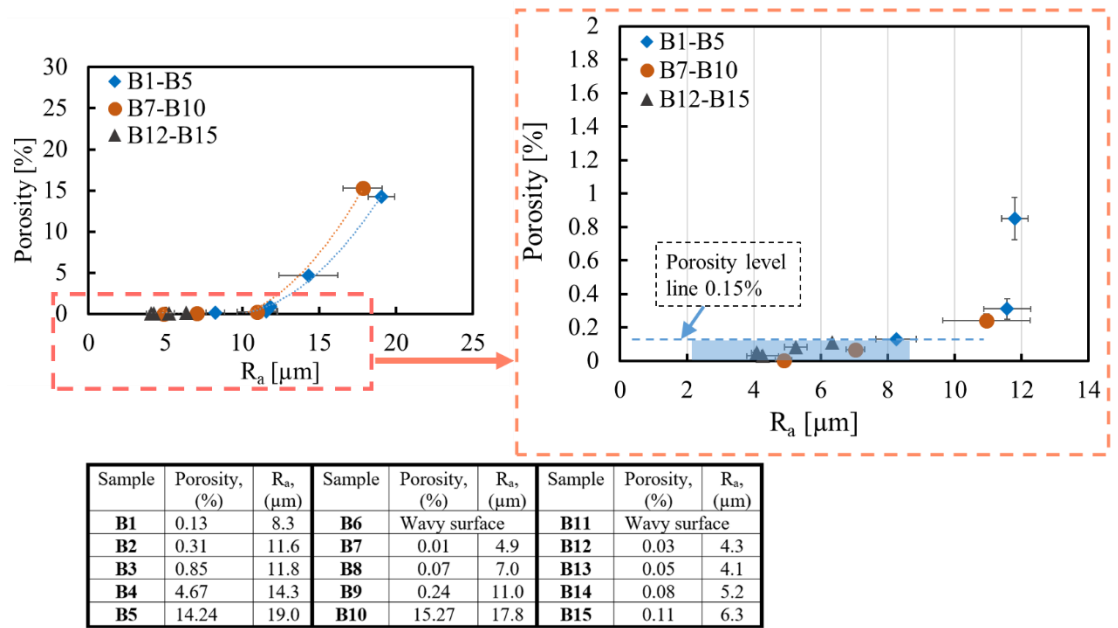 30
25
20
15
10
5
0
Porosity [%]
B1-B5
B7-B10
B12-B15
0 5 10 15 20 25
Rₐ [µm]
2
1.8
1.6
1.4
1.2
1
0.8
0.6
0.4
0.2
0
Porosity [%]
B1-B5
B7-B10
B12-B15
Porosity level
line 0.15%
0 2 4 6 8 10 12 14
Rₐ [µm]
Sample Porosity, Rₐ, Sample Porosity, Rₐ, Sample Porosity, Rₐ,
(%) (µm) (%) (µm) (%) (µm)
B1 0.13 8.3 B6 Wavy surface B11 Wavy surface
B2 0.31 11.6 B7 0.01 4.9 B12 0.03 4.3
B3 0.85 11.8 B8 0.07 7.0 B13 0.05 4.1
B4 4.67 14.3 B9 0.24 11.0 B14 0.08 5.2
B5 14.24 19.0 B10 15.27 17.8 B15 0.11 6.3